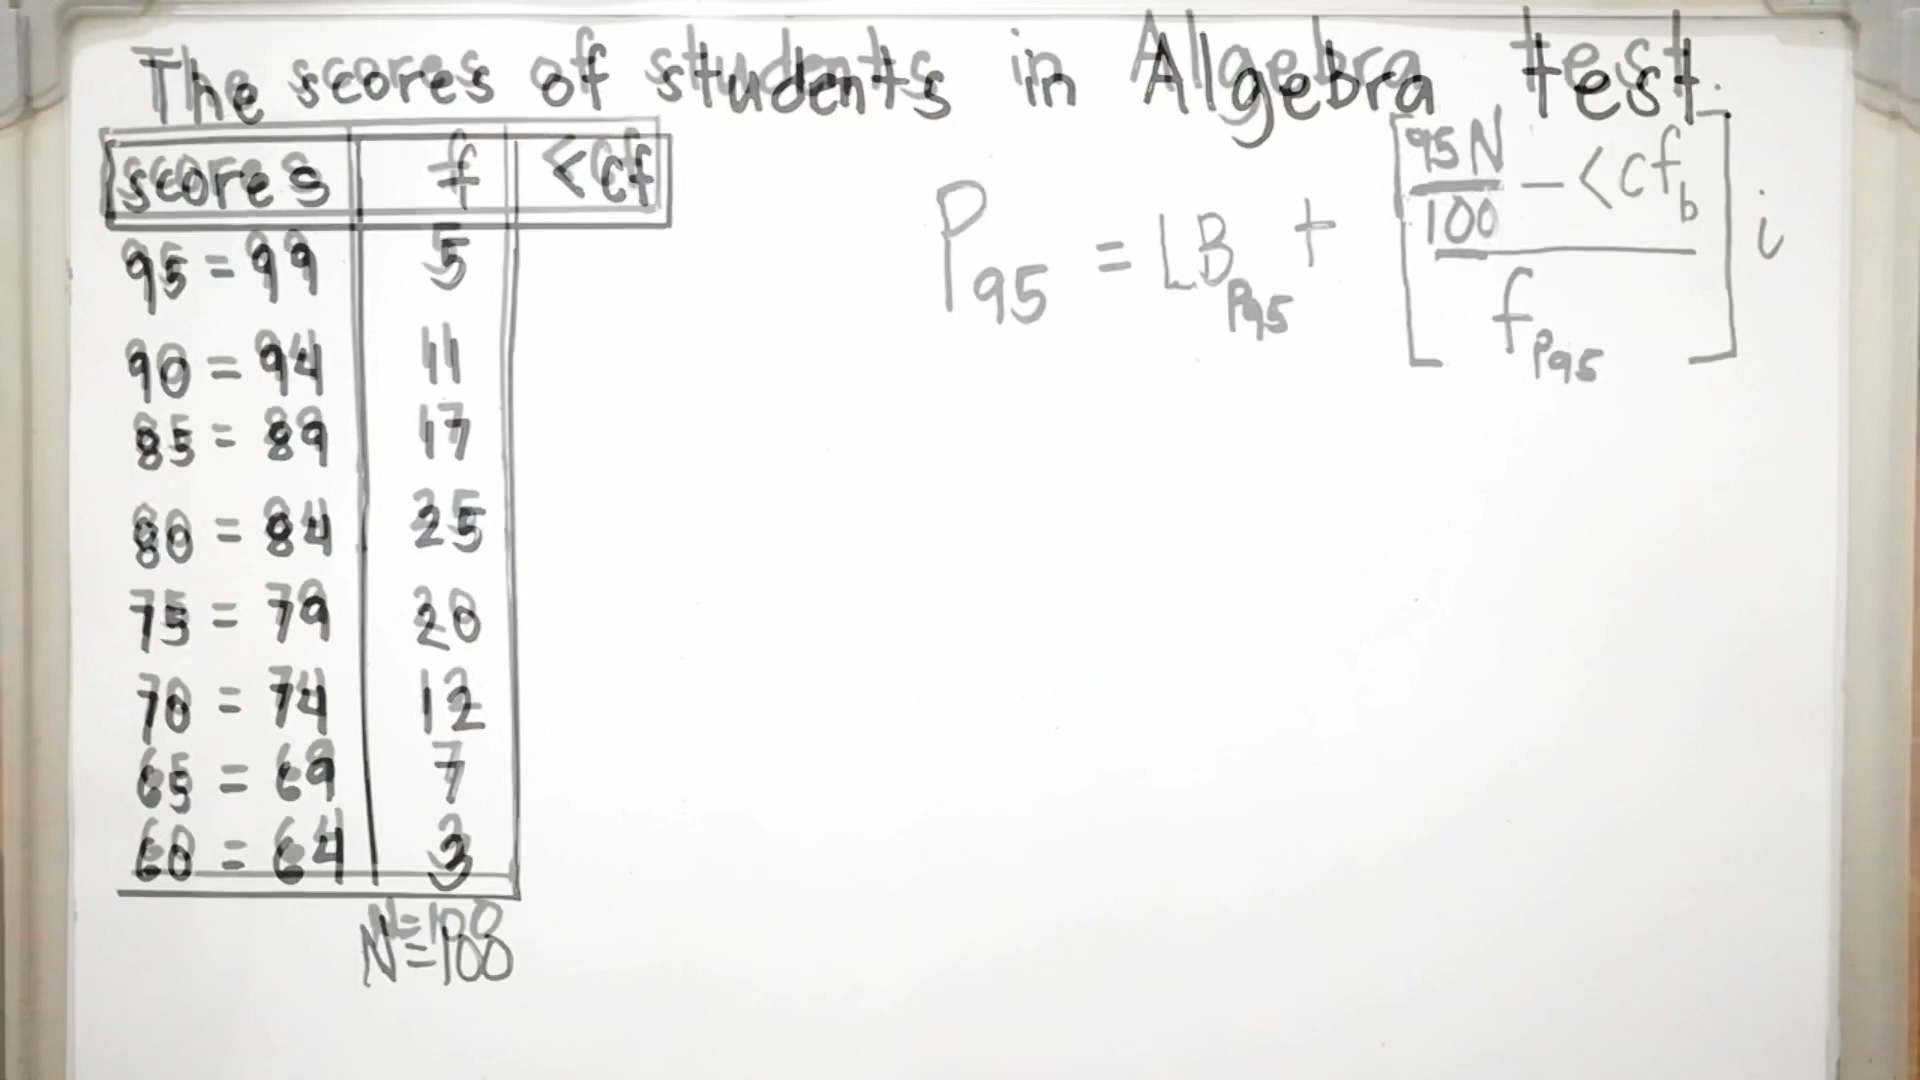 The scores of students in Algebra test.
scores f <cf
95 = 99 5
90 = 94 11
85 = 89 17
80 = 84 25
75 = 79 20
70 = 74 12
65 = 69 7
60 = 64 3
N=100
P95 = LBP95 + [95N/100 - <cfb / fP95] i